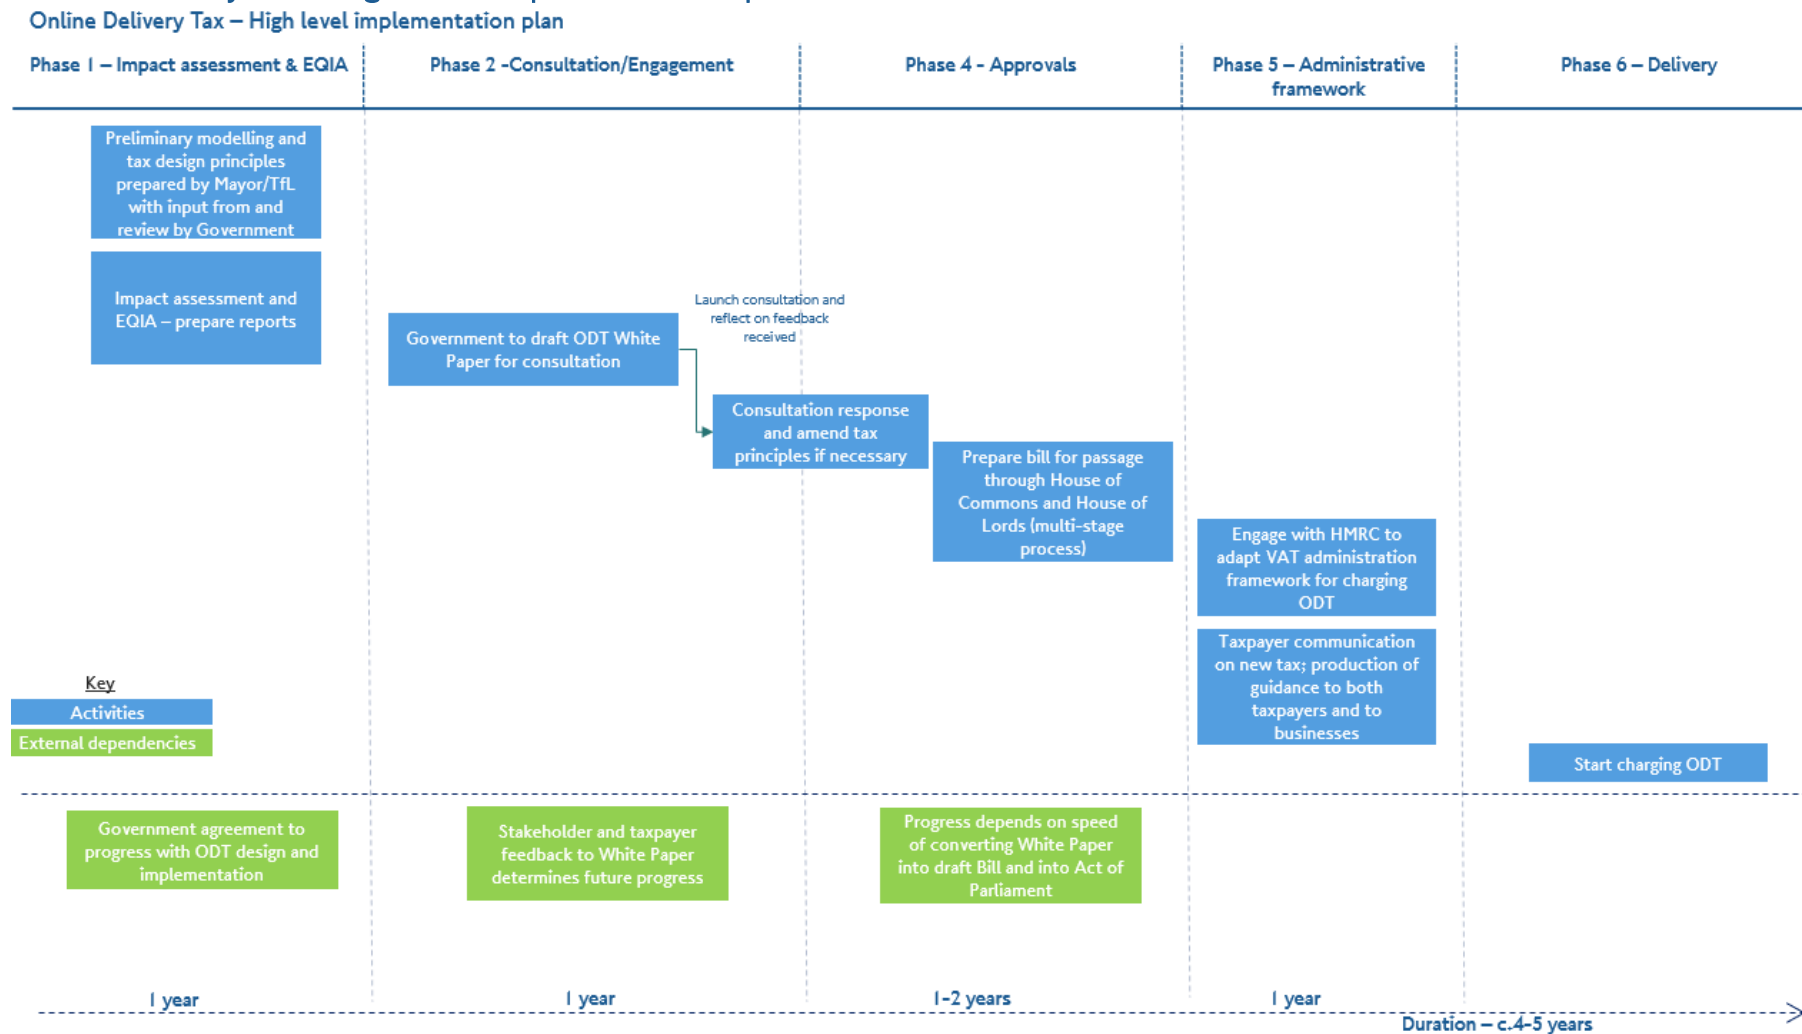 Online Delivery Tax – High level implementation plan
Phase 1 – Impact assessment & EQIA
Phase 2 -Consultation/Engagement
Phase 4 - Approvals
Phase 5 – Administrative
framework
Phase 6 – Delivery
Preliminary modelling and
tax design principles
prepared by Mayor/TfL
with input from and
review by Government
Impact assessment and
EQIA – prepare reports
Government to draft ODT White
Paper for consultation
Launch consultation and
reflect on feedback
received
Consultation response
and amend tax
principles if necessary
Prepare bill for passage
through House of
Commons and House of
Lords (multi-stage
process)
Engage with HMRC to
adapt VAT administration
framework for charging
ODT
Taxpayer communication
on new tax; production of
guidance to both
taxpayers and to
businesses
Start charging ODT
Key
Activities
External dependencies
Government agreement to
progress with ODT design and
implementation
Stakeholder and taxpayer
feedback to White Paper
determines future progress
Progress depends on speed
of converting White Paper
into draft Bill and into Act of
Parliament
1 year
1 year
1-2 years
1 year
Duration – c.4-5 years